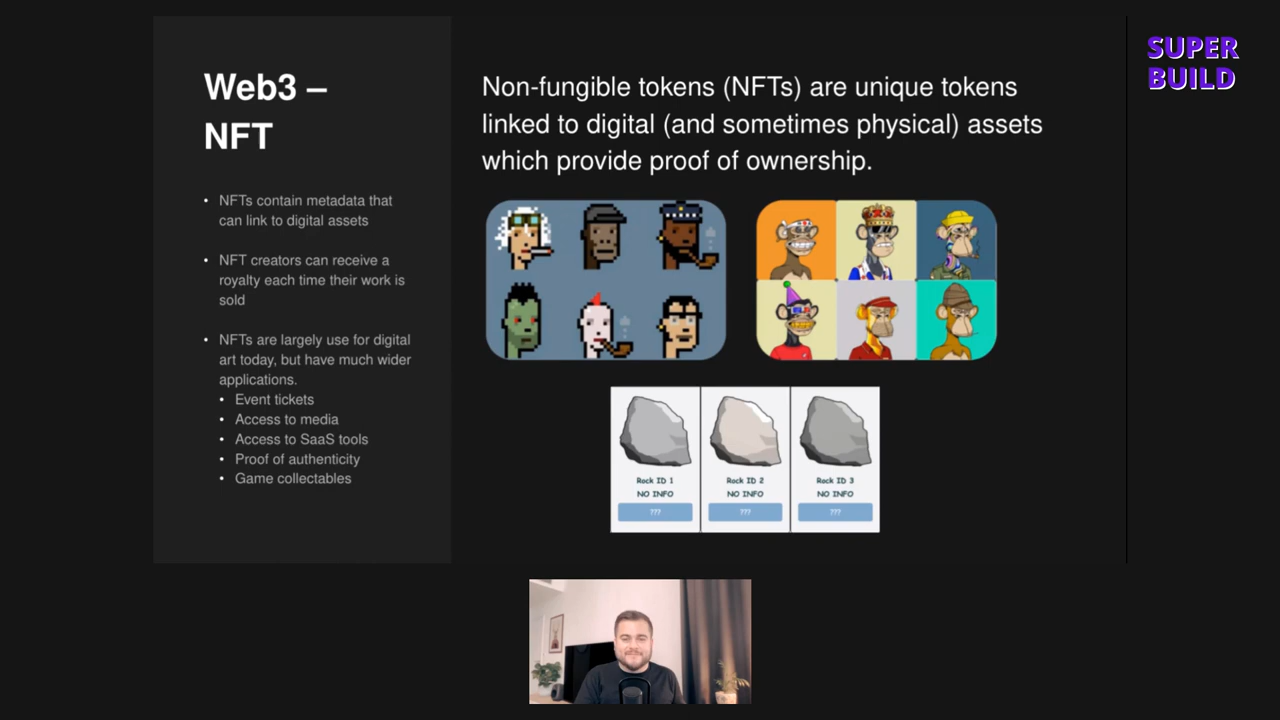 Web3 –
NFT
• NFTs contain metadata that
can link to digital assets
• NFT creators can receive a
royalty each time their work is
sold
• NFTs are largely use for digital
art today, but have much wider
applications.
• Event tickets
• Access to media
• Access to SaaS tools
• Proof of authenticity
• Game collectables
Non-fungible tokens (NFTs) are unique tokens
linked to digital (and sometimes physical) assets
which provide proof of ownership.
Rock ID 1
NO INFO
???
Rock ID 2
NO INFO
???
Rock ID 3
NO INFO
???
SUPER
BUILD